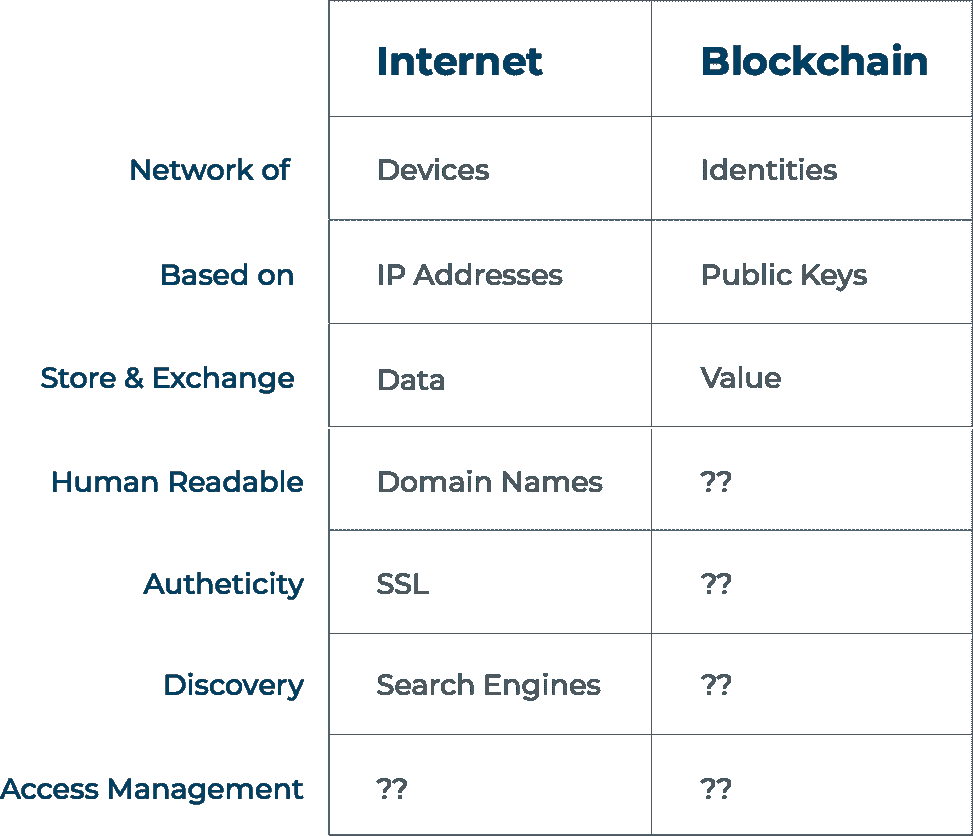 Internet Blockchain
Network of Devices Identities
Based on IP Addresses Public Keys
Store & Exchange Data Value
Human Readable Domain Names ??
Autheticity SSL ??
Discovery Search Engines ??
Access Management ?? ??